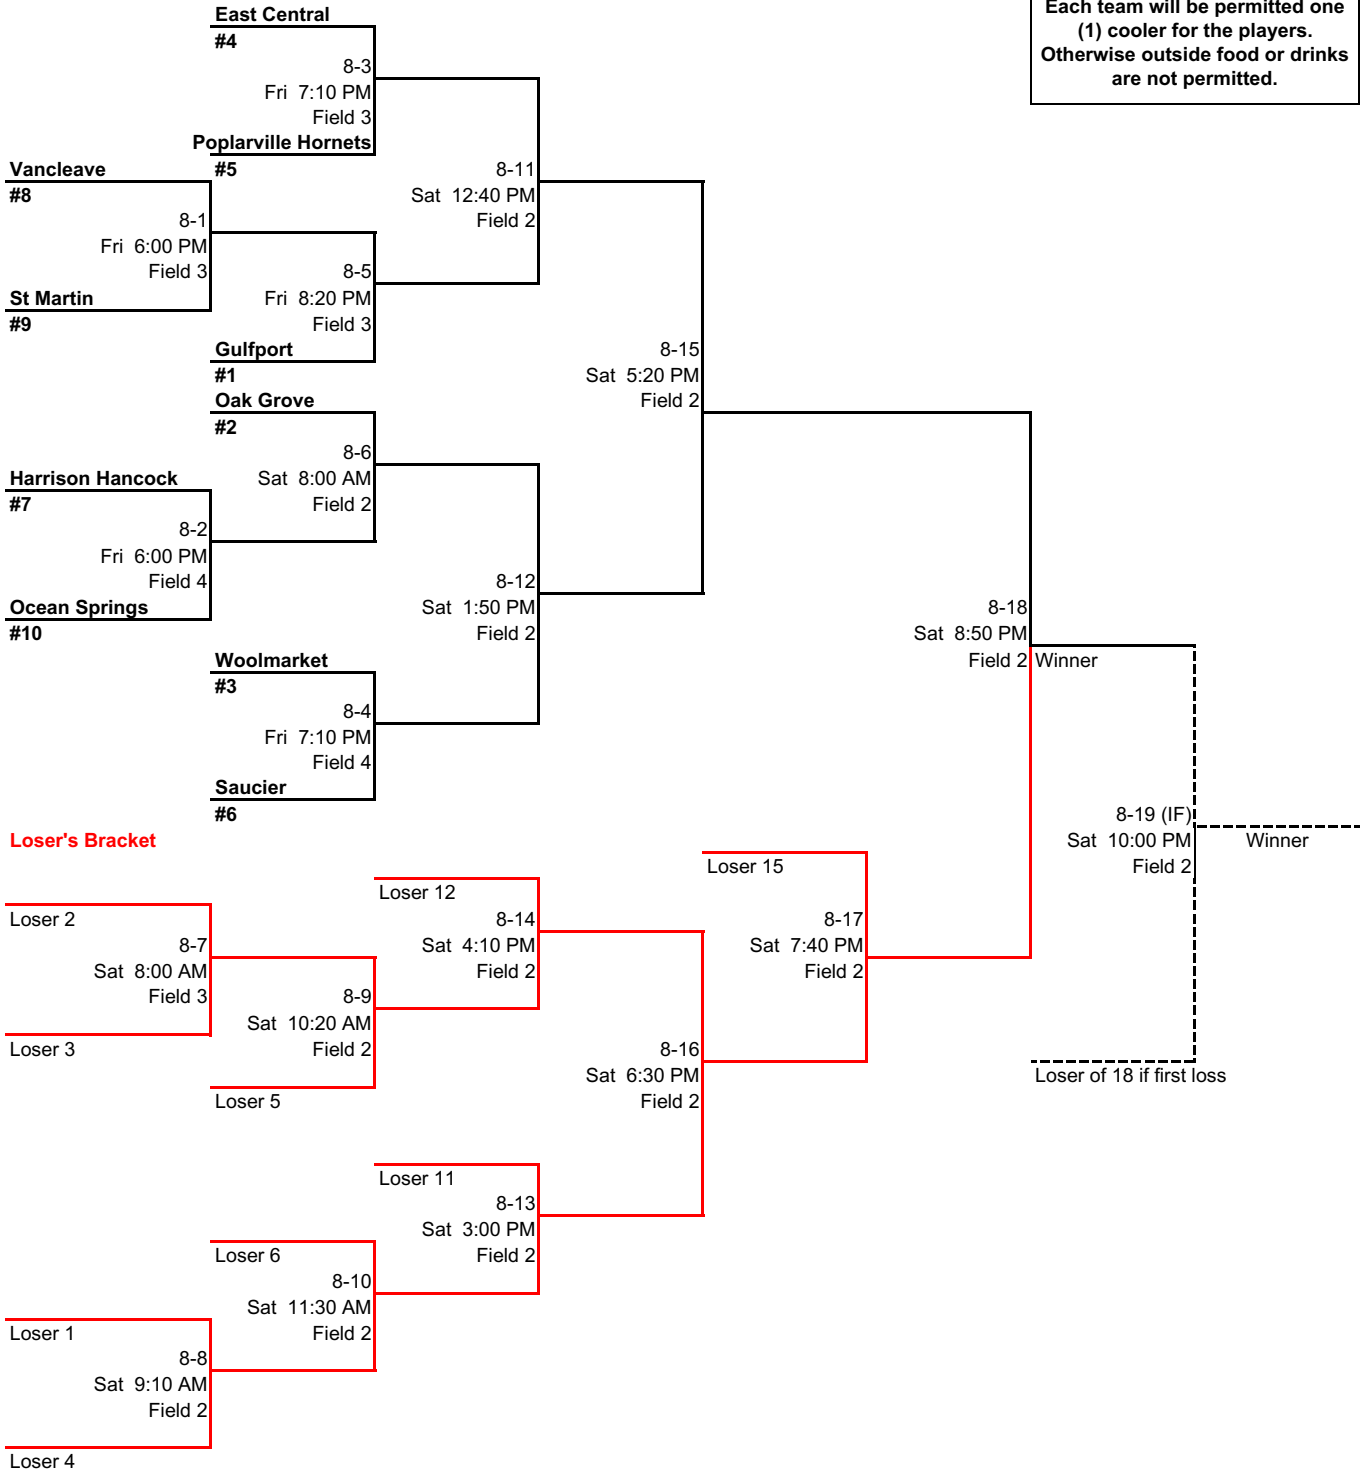 East Central
#4
8-3
Fri 7:10 PM
Field 3
Poplarville Hornets
#5
Each team will be permitted one
(1) cooler for the players.
Otherwise outside food or drinks
are not permitted.
Vancleave
#8
8-1
Fri 6:00 PM
Field 3
St Martin
#9
8-11
Sat 12:40 PM
Field 2
8-5
Fri 8:20 PM
Field 3
Gulfport
#1
8-15
Sat 5:20 PM
Field 2
Oak Grove
#2
8-6
Sat 8:00 AM
Field 2
Harrison Hancock
#7
8-2
Fri 6:00 PM
Field 4
Ocean Springs
#10
8-12
Sat 1:50 PM
Field 2
8-18
Sat 8:50 PM
Field 2 Winner
Woolmarket
#3
8-4
Fri 7:10 PM
Field 4
Saucier
#6
8-19 (IF)
Sat 10:00 PM
Field 2
Winner
Loser's Bracket
Loser 2
8-7
Sat 8:00 AM
Field 3
Loser 3
Loser 12
8-14
Sat 4:10 PM
Field 2
8-9
Sat 10:20 AM
Field 2
Loser 5
Loser 15
8-17
Sat 7:40 PM
Field 2
8-16
Sat 6:30 PM
Field 2
Loser of 18 if first loss
Loser 11
8-13
Sat 3:00 PM
Field 2
Loser 6
8-10
Sat 11:30 AM
Field 2
Loser 1
8-8
Sat 9:10 AM
Field 2
Loser 4